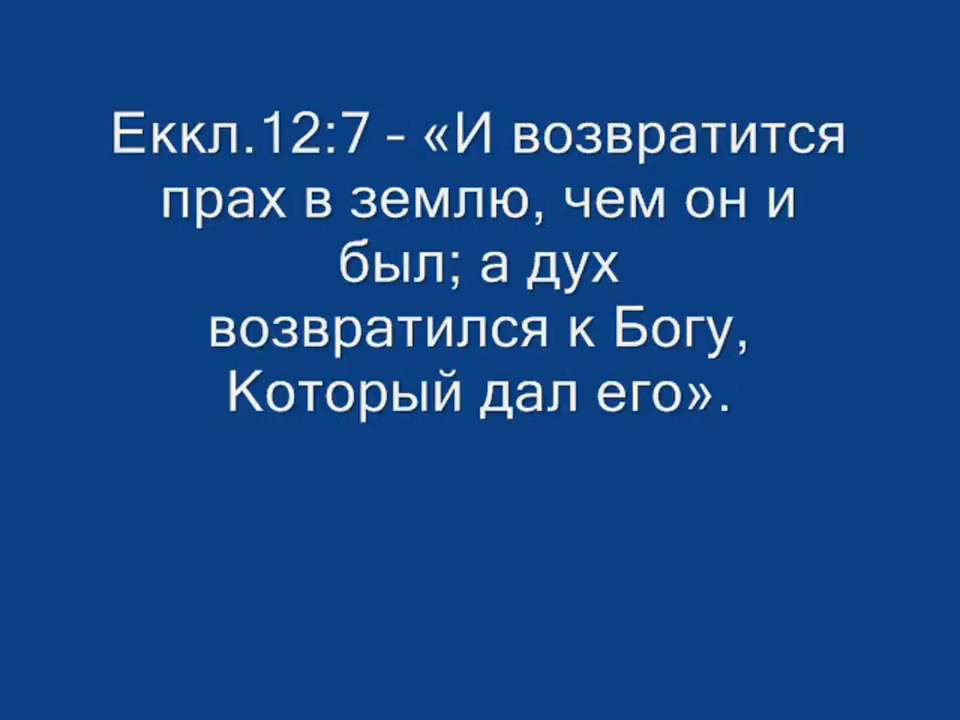 Еккл.12:7 – «И возвратится
прах в землю, чем он и
был; а дух
возвратился к Богу,
Который дал его».